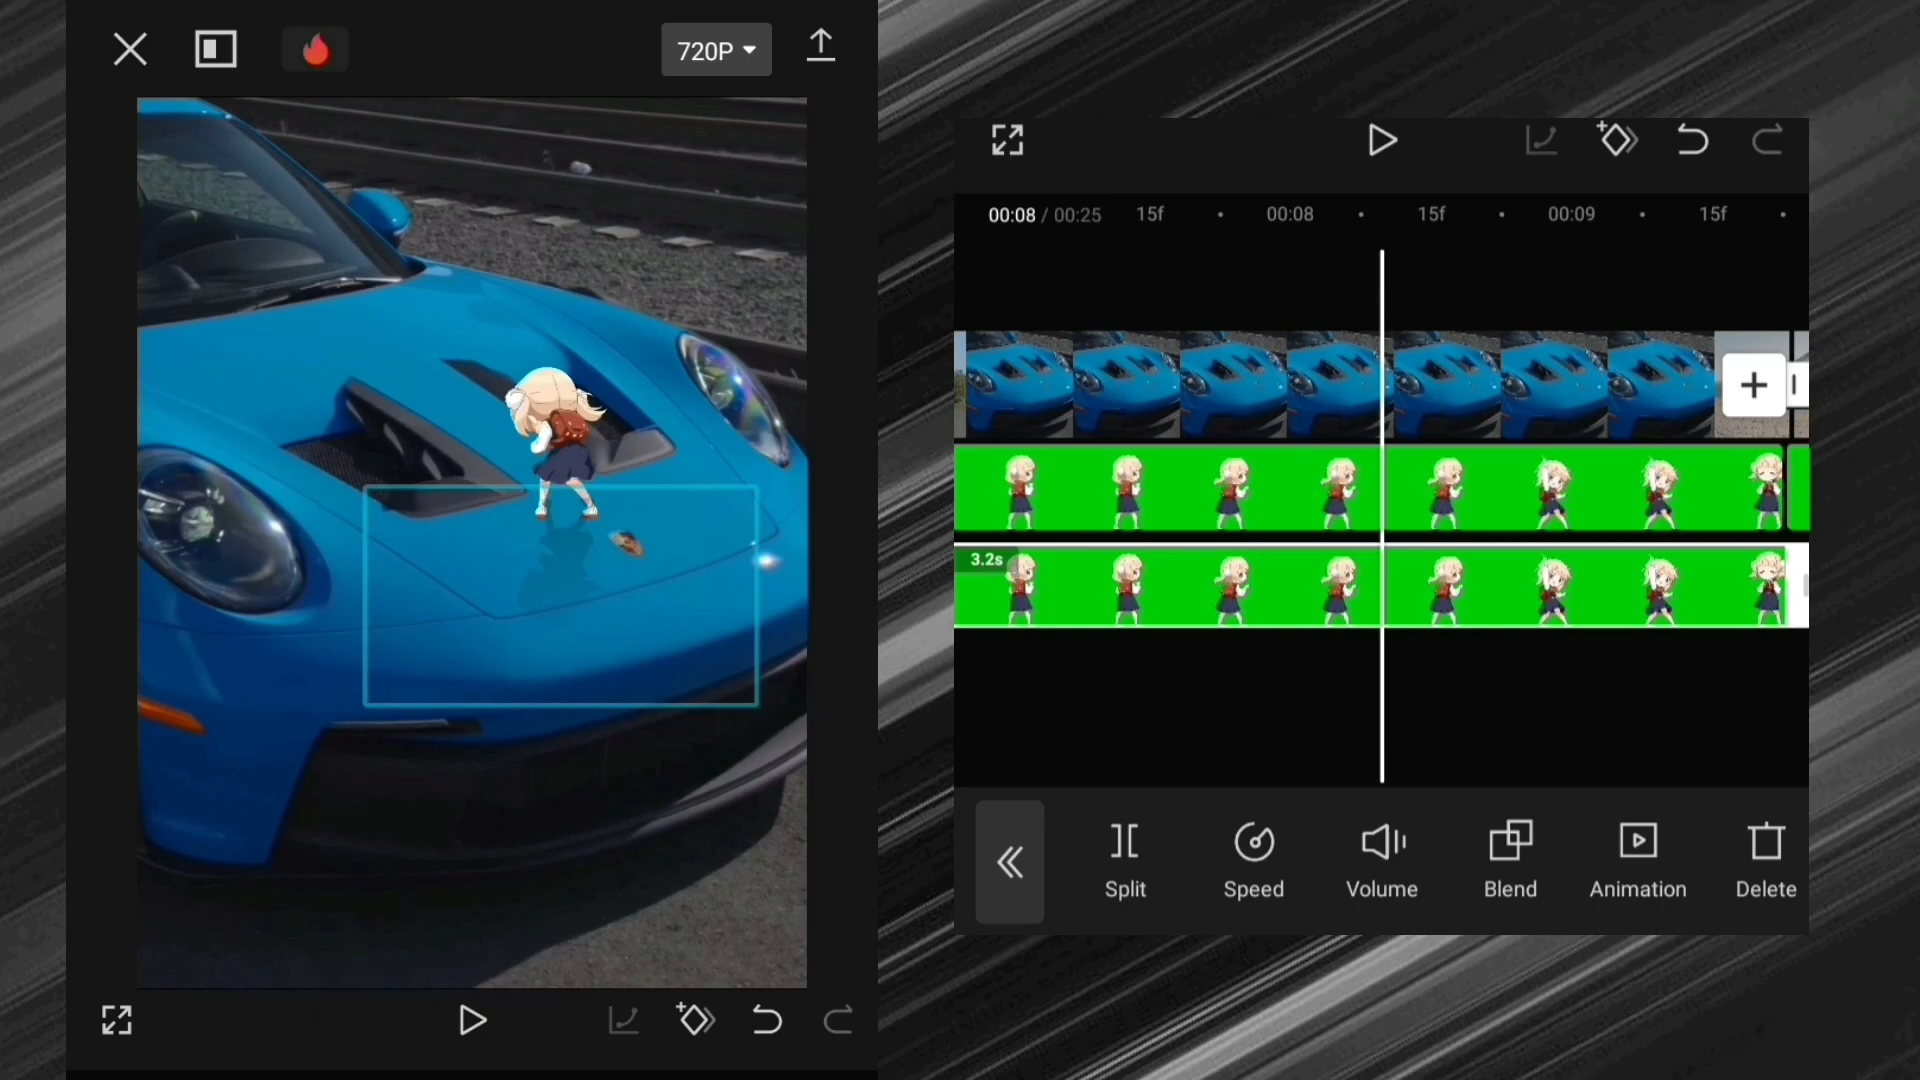 720P
00:08 / 00:25 15f 00:08 15f 00:09 15f
3.2s
Split Speed Volume Blend Animation Delete